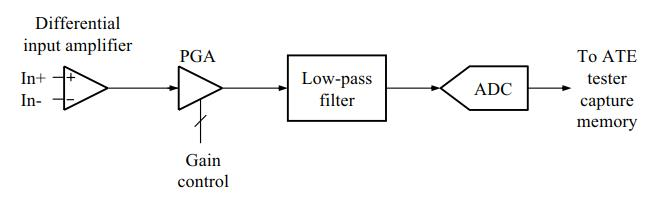 Differential
input amplifier
In+
In-
+
-
PGA
Gain
control
Low-pass
filter
ADC
To ATE
tester
capture
memory